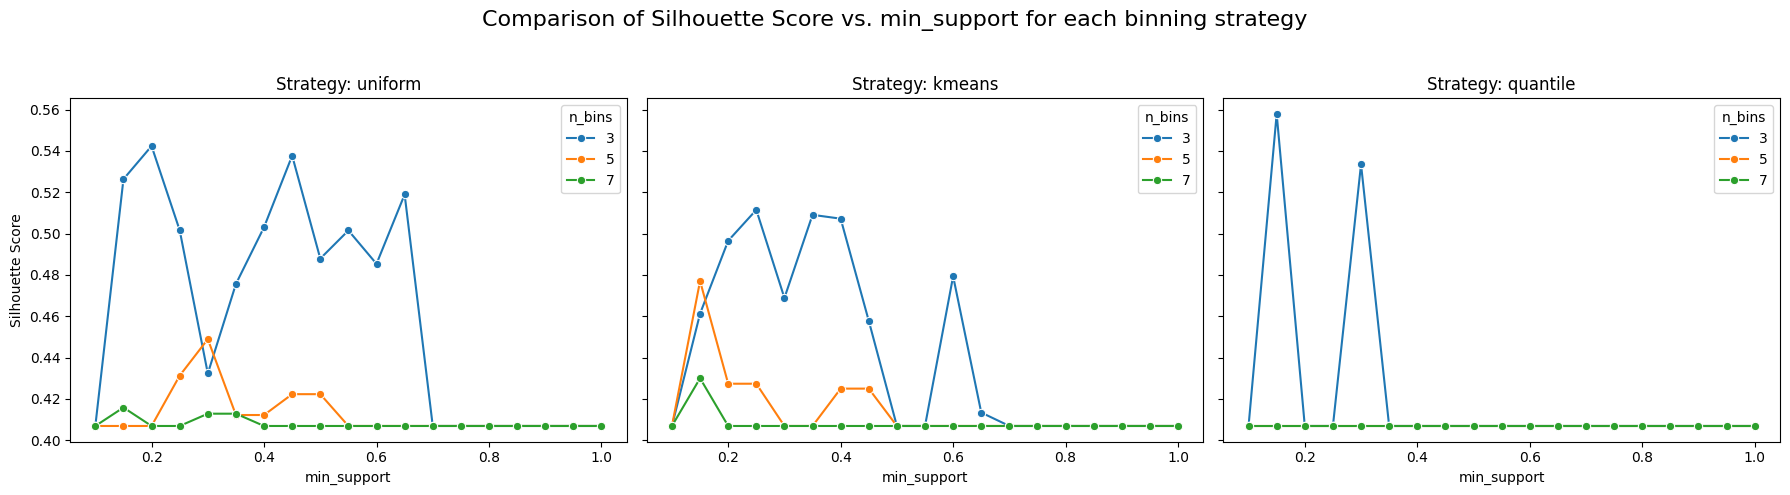 Comparison of Silhouette Score vs. min_support for each binning strategy
Strategy: uniform
Silhouette Score
0.56
0.54
0.52
0.50
0.48
0.46
0.44
0.42
0.40
n_bins
3
5
7
0.2 0.4 0.6 0.8 1.0
min_support
Strategy: kmeans
n_bins
3
5
7
0.2 0.4 0.6 0.8 1.0
min_support
Strategy: quantile
n_bins
3
5
7
0.2 0.4 0.6 0.8 1.0
min_support